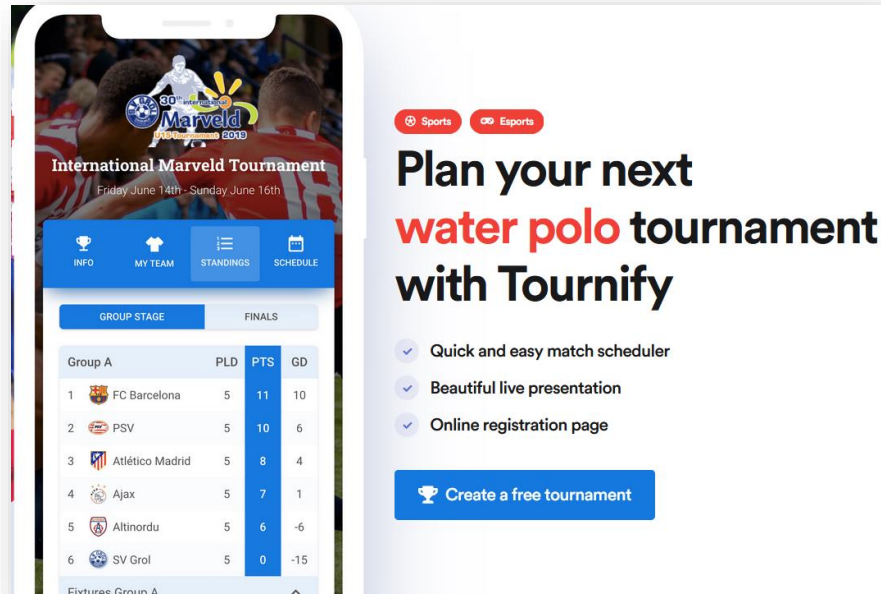 30th international
Marveld
U16 Tournament 2019
International Marveld Tournament
Friday June 14th - Sunday June 16th
INFO
MY TEAM
STANDINGS
SCHEDULE
GROUP STAGE
FINALS
Group A PLD PTS GD
1 FC Barcelona 5 11 10
2 PSV 5 10 6
3 Atlético Madrid 5 8 4
4 Ajax 5 7 1
5 Altinordu 5 6 -6
6 SV Grol 5 0 -15
Fixtures Group A
Sports
Esports
Plan your next
water polo tournament
with Tournify
Quick and easy match scheduler
Beautiful live presentation
Online registration page
Create a free tournament